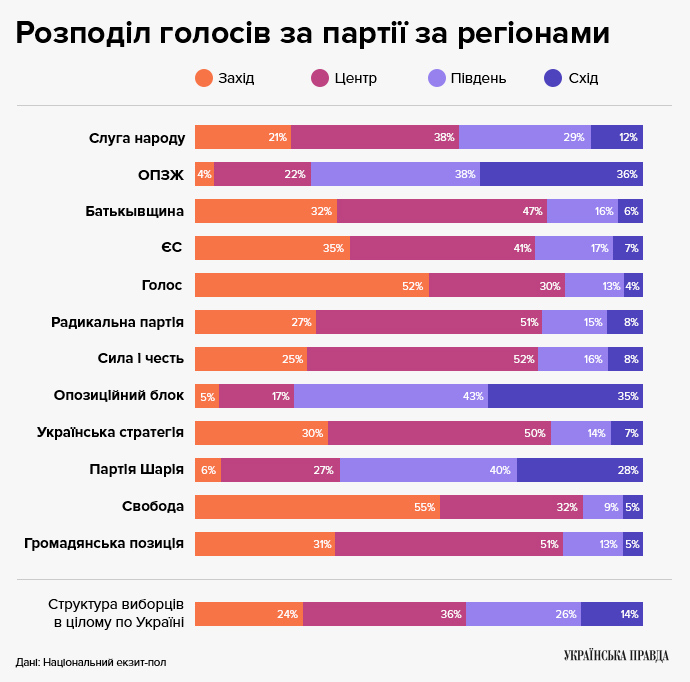 Розподіл голосів за партії за регіонами
Захід Центр Південь Схід
Слуга народу 21% 38% 29% 12%
ОПЗЖ 4% 22% 38% 36%
Батькывщина 32% 47% 16% 6%
ЄС 35% 41% 17% 7%
Голос 52% 30% 13% 4%
Радикальна партія 27% 51% 15% 8%
Сила і честь 25% 52% 16% 8%
Опозиційний блок 5% 17% 43% 35%
Українська стратегія 30% 50% 14% 7%
Партія Шарія 6% 27% 40% 28%
Свобода 55% 32% 9% 5%
Громадянська позиція 31% 51% 13% 5%
Структура виборців
в цілому по Україні 24% 36% 26% 14%
Дані: Національний екзит-пол
УКРАЇНСЬКА ПРАВДА